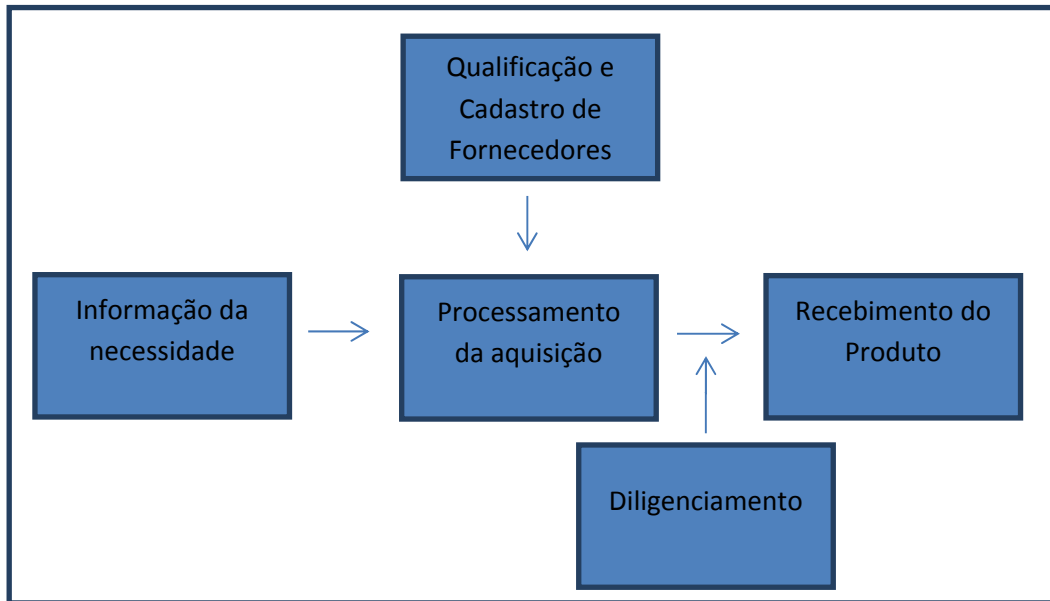 Qualificação e
Cadastro de
Fornecedores
Informação da
necessidade
Processamento
da aquisição
Recebimento do
Produto
Diligenciamento